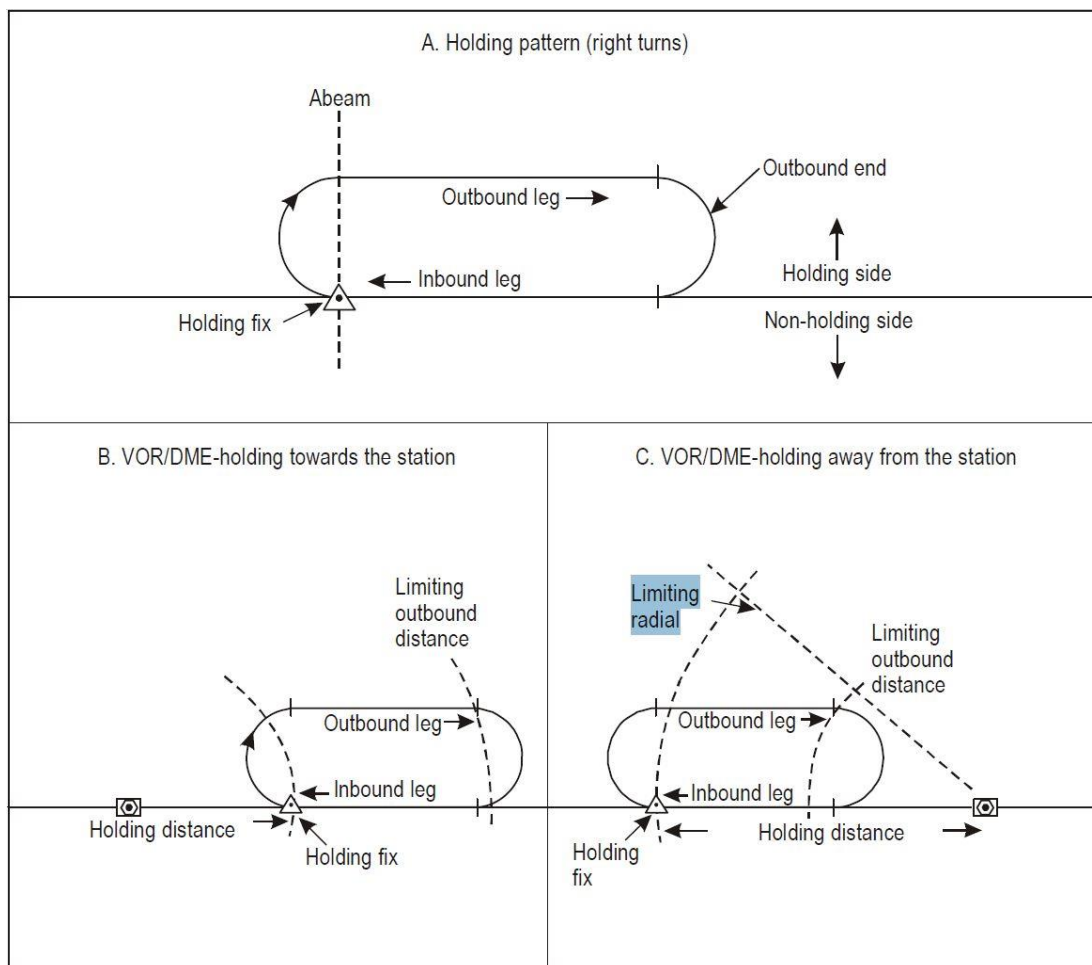 A. Holding pattern (right turns)
Abeam
Outbound end
Outbound leg
Holding side
Inbound leg
Non-holding side
Holding fix
B. VOR/DME-holding towards the station
Limiting
outbound
distance
Outbound leg
Inbound leg
Holding distance
Holding fix
C. VOR/DME-holding away from the station
Limiting
radial
Limiting
outbound
distance
Outbound leg
Inbound leg
Holding distance
Holding
fix